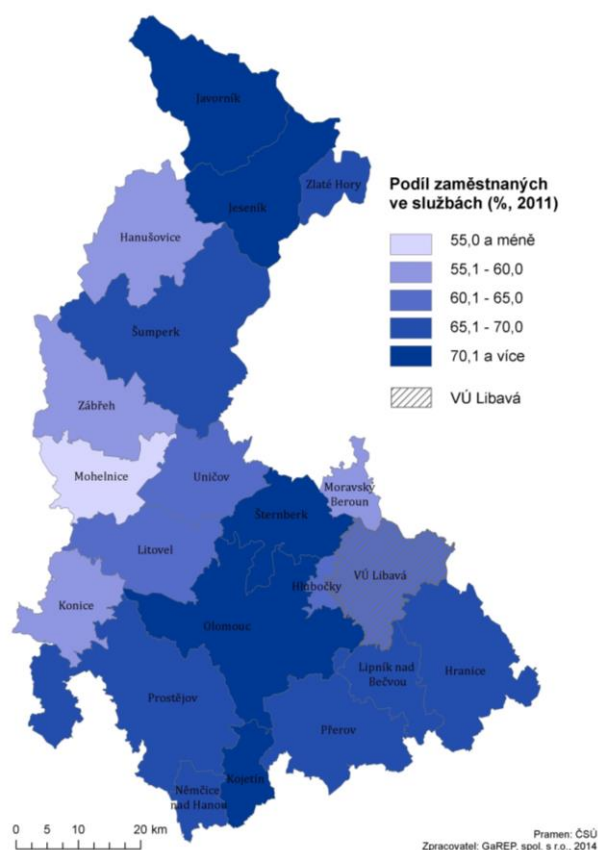 Javorník
Zlaté Hory
Jeseník
Hanušovice
Šumperk
Zábřeh
Mohelnice
Uničov
Moravský
Beroun
Šternberk
Litovel
VÚ Libavá
Hlubočky
Konice
Olomouc
Lipník nad
Bečvou
Hranice
Prostějov
Přerov
Němčice
nad Hanou
Kojetín
Podíl zaměstnaných
ve službách (%, 2011)
55,0 a méně
55,1 - 60,0
60,1 - 65,0
65,1 - 70,0
70,1 a více
VÚ Libavá
0 5 10 20 km
Pramen: ČSÚ
Zpracovatel: GaREP, spol. s r.o., 2014